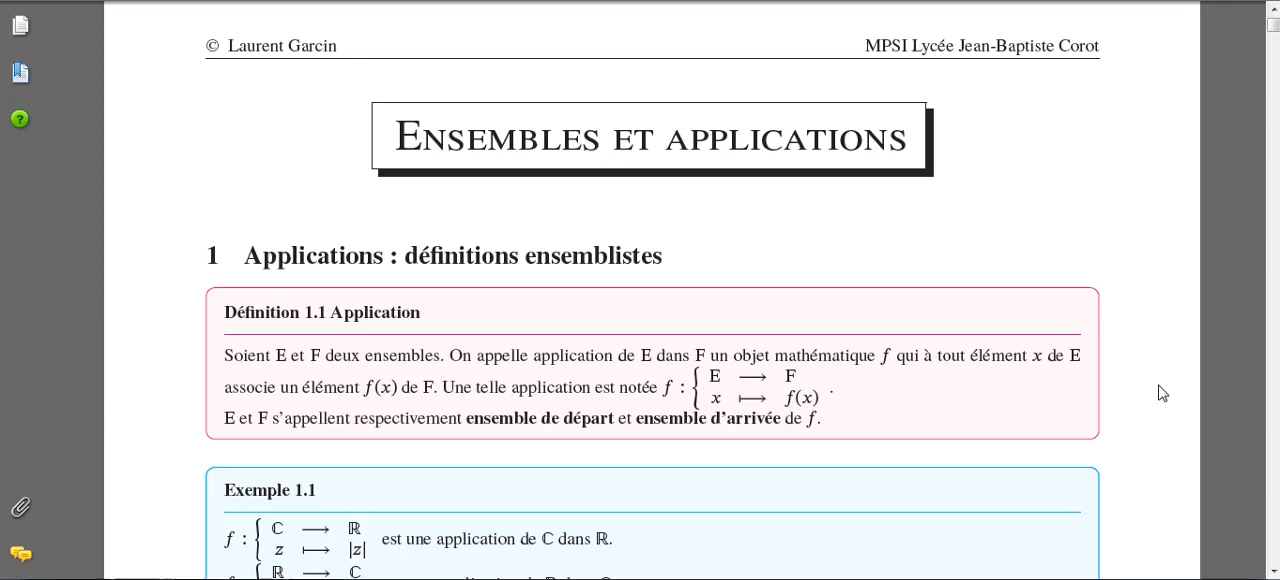 © Laurent Garcin MPSI Lycée Jean-Baptiste Corot
ENSEMBLES ET APPLICATIONS
1 Applications : définitions ensemblistes
Définition 1.1 Application
Soient E et F deux ensembles. On appelle application de E dans F un objet mathématique f qui à tout élément x de E
associe un élément f(x) de F. Une telle application est notée f : { E ⟶ F
x ⟼ f(x) .
E et F s'appellent respectivement ensemble de départ et ensemble d'arrivée de f.
Exemple 1.1
f : { ℂ ⟶ ℝ
z ⟼ |z| est une application de ℂ dans ℝ.
ℝ ⟶ ℂ